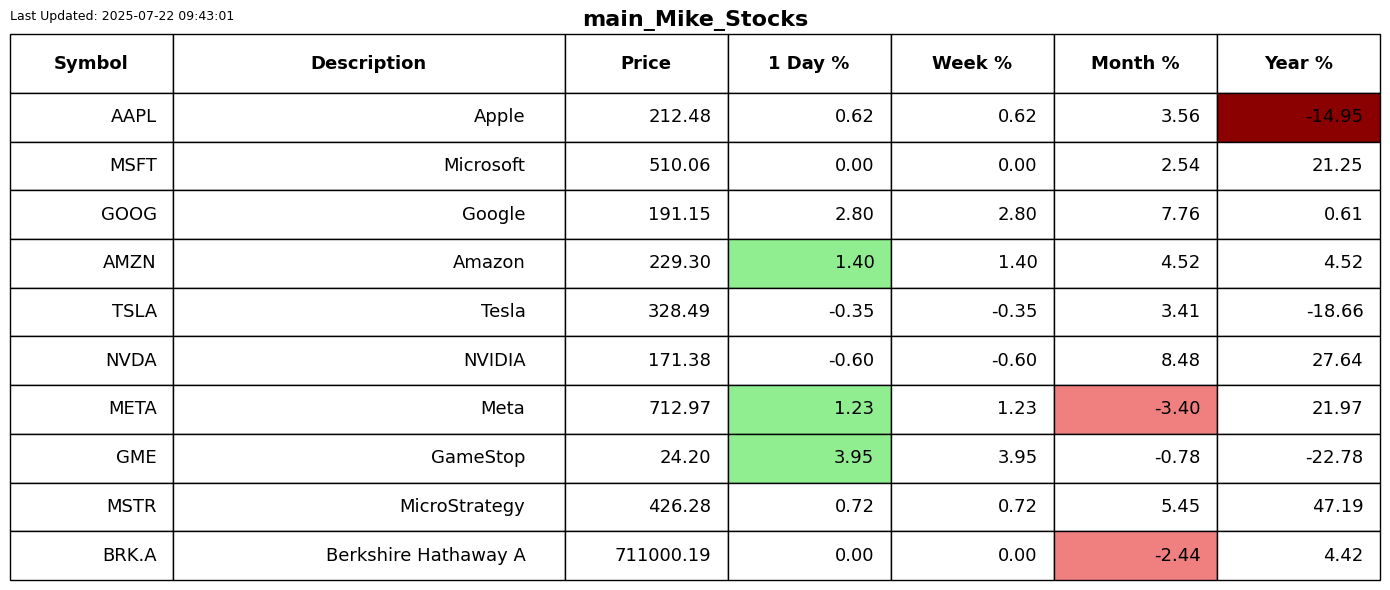 Last Updated: 2025-07-22 09:43:01
main_Mike_Stocks
Symbol Description Price 1 Day % Week % Month % Year %
AAPL Apple 212.48 0.62 0.62 3.56 -14.95
MSFT Microsoft 510.06 0.00 0.00 2.54 21.25
GOOG Google 191.15 2.80 2.80 7.76 0.61
AMZN Amazon 229.30 1.40 1.40 4.52 4.52
TSLA Tesla 328.49 -0.35 -0.35 3.41 -18.66
NVDA NVIDIA 171.38 -0.60 -0.60 8.48 27.64
META Meta 712.97 1.23 1.23 -3.40 21.97
GME GameStop 24.20 3.95 3.95 -0.78 -22.78
MSTR MicroStrategy 426.28 0.72 0.72 5.45 47.19
BRK.A Berkshire Hathaway A 711000.19 0.00 0.00 -2.44 4.42